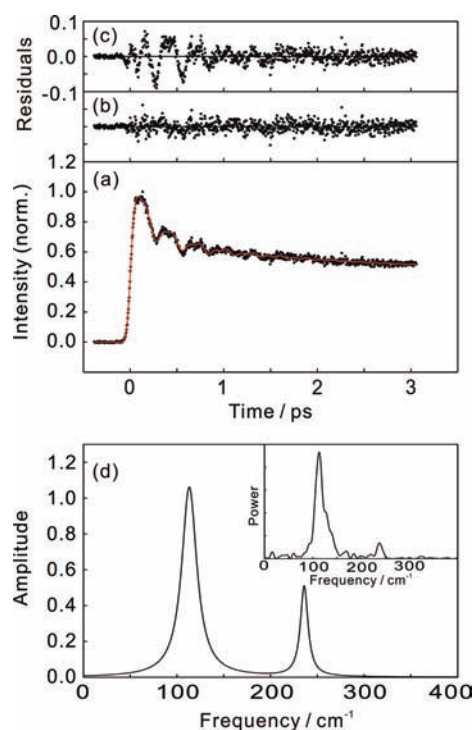 0.1
(c)
0.0
-0.1
Residuals
(b)
1.2
(a)
1.0
0.8
0.6
0.4
0.2
0.0
Intensity (norm.)
0 1 2 3
Time / ps
(d)
1.2
1.0
0.8
0.6
0.4
0.2
0.0
Amplitude
Power
0 100 200 300
Frequency / cm-1
0 100 200 300 400
Frequency / cm-1